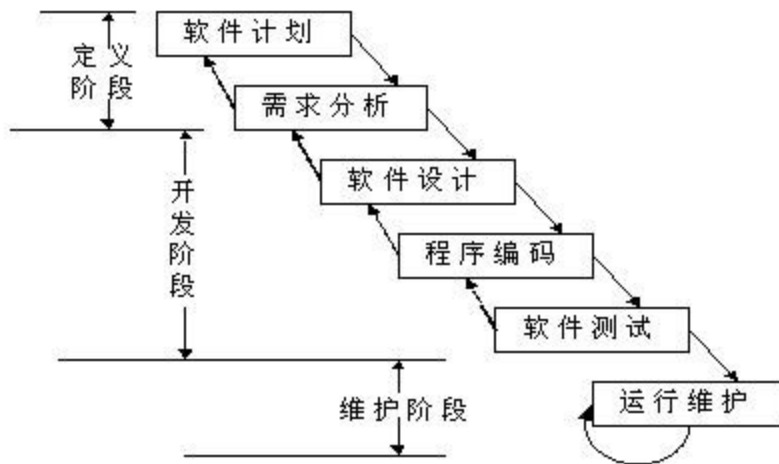 软件计划
定义
阶段
需求分析
软件设计
开
发
阶
段
程序编码
软件测试
维护阶段
运行维护